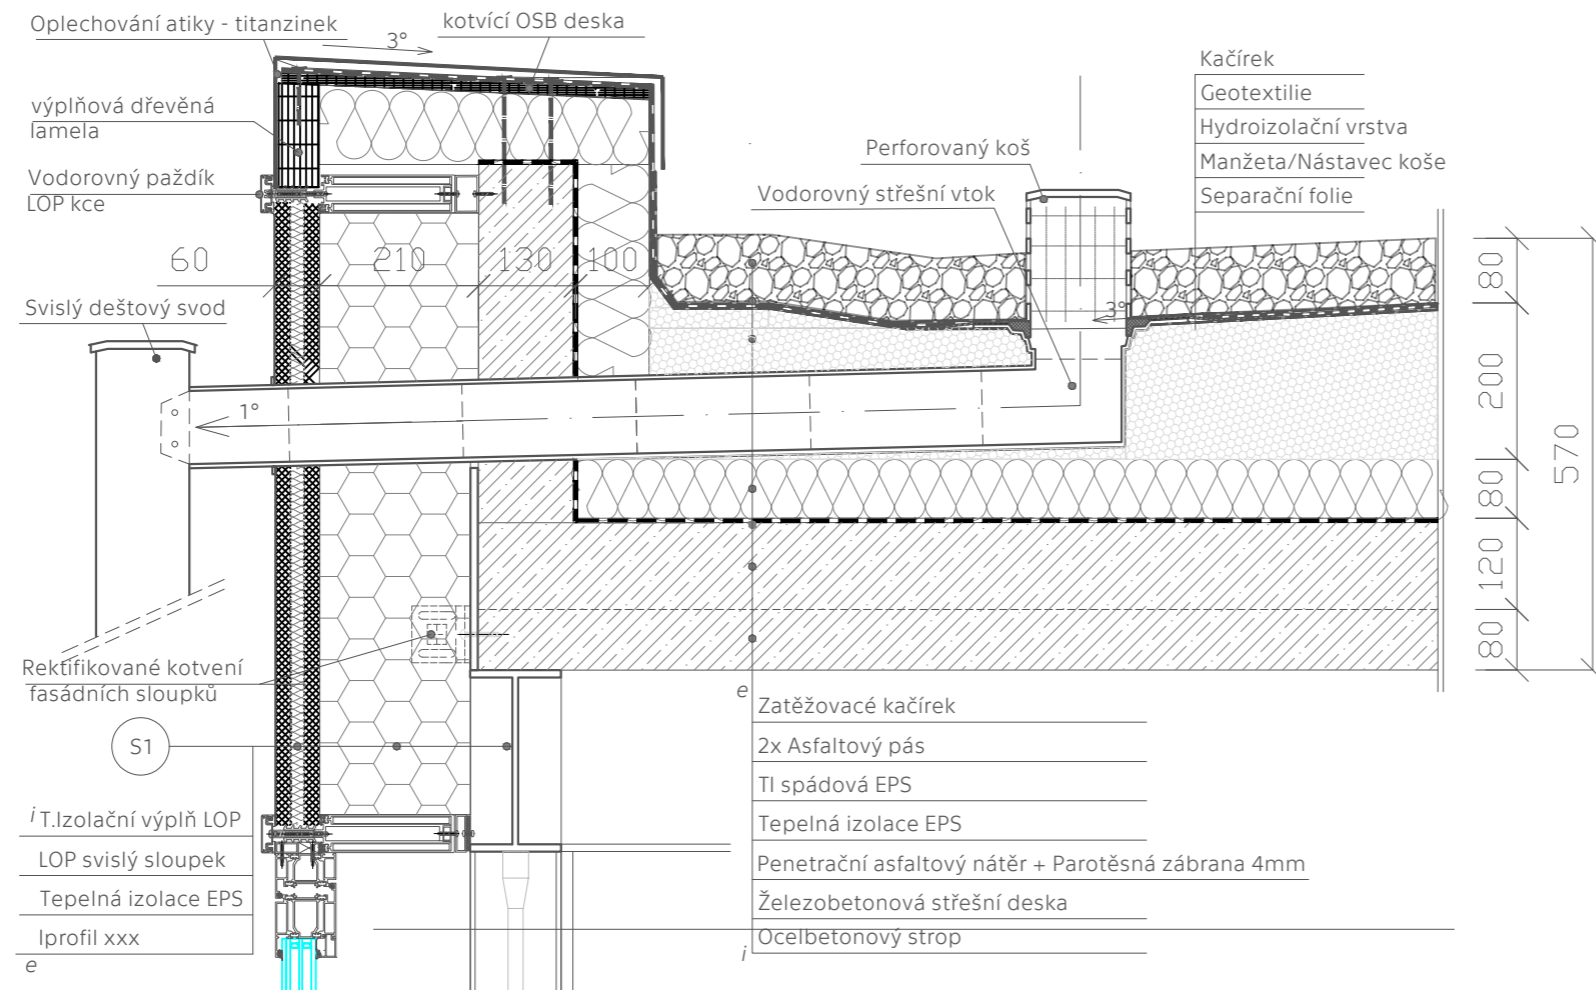 Oplechování atiky - titanzinek
3°
kotvící OSB deska
výplňová dřevěná
lamela
Vodorovný paždík
LOP kce
Perforovaný koš
Vodorovný střešní vtok
Kačírek
Geotextilie
Hydroizolační vrstva
Manžeta/Nástavec koše
Separační folie
60
210
130
100
Svislý deštový svod
3°
1°
80
200
80
120
80
570
Rektifikované kotvení
fasádních sloupků
S1
i
T.Izolační výplň LOP
LOP svislý sloupek
Tepelná izolace EPS
Iprofil xxx
e
e
Zatěžovacé kačírek
2x Asfaltový pás
TI spádová EPS
Tepelná izolace EPS
Penetrační asfaltový nátěr + Parotěsná zábrana 4mm
Železobetonová střešní deska
Ocelbetonový strop
i